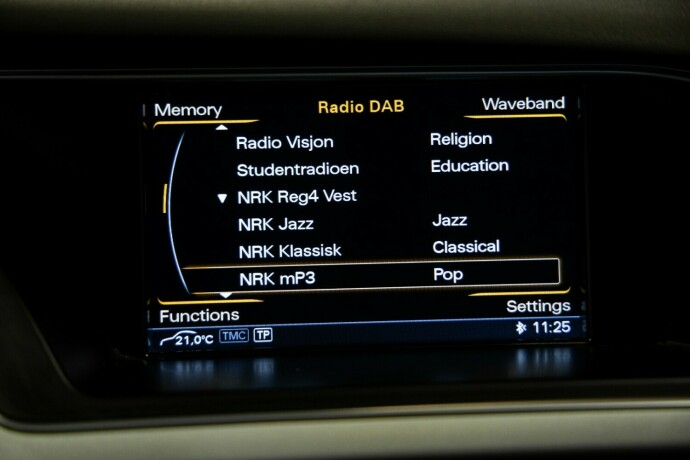 Memory Radio DAB Waveband
Radio Visjon Religion
Studentradioen Education
NRK Reg4 Vest
NRK Jazz Jazz
NRK Klassisk Classical
NRK mP3 Pop
Functions Settings
21,0°C TMC TP 11:25